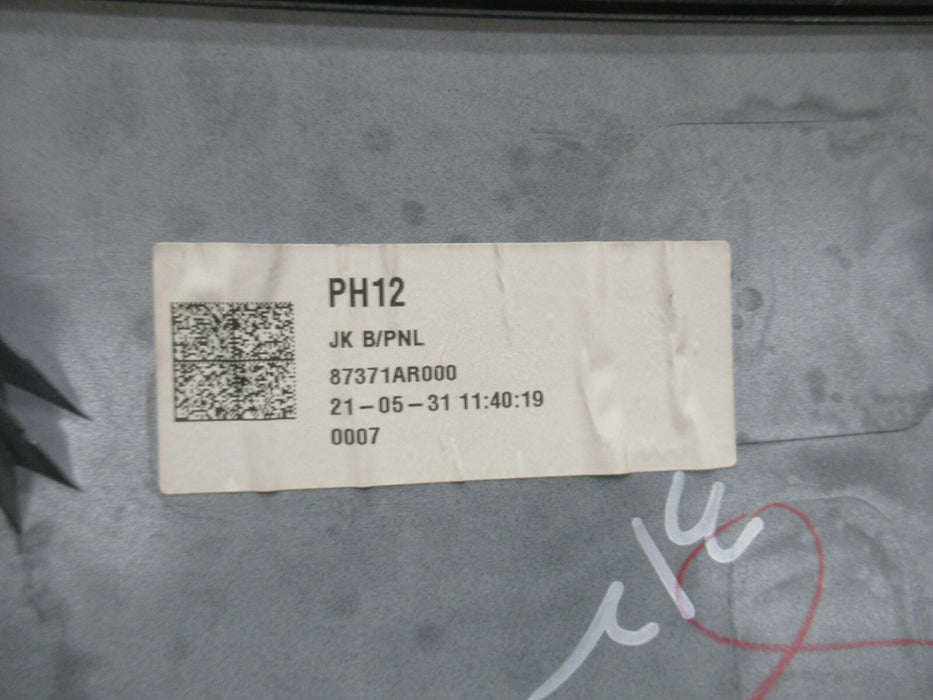 PH12
JK B/PNL
87371AR000
21-05-31 11:40:19
0007